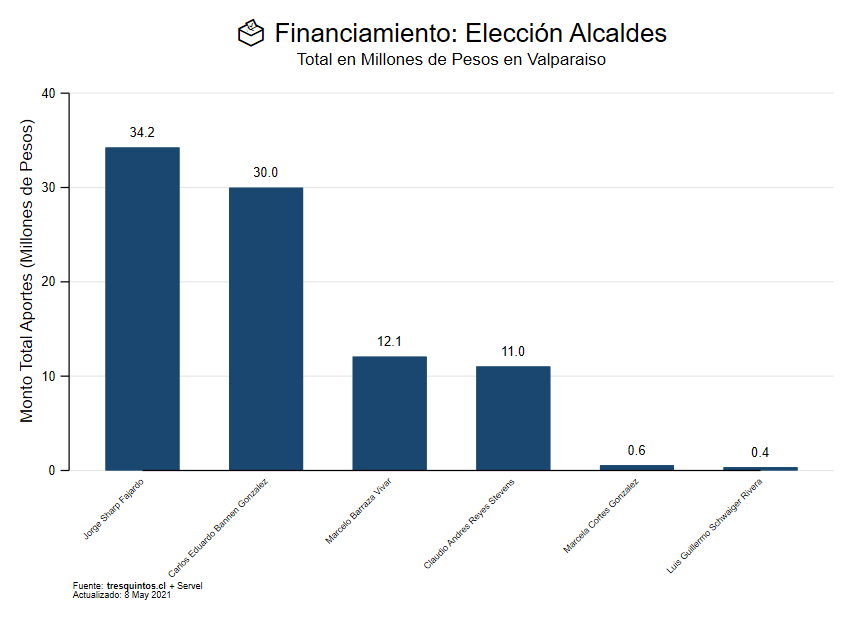 Financiamiento: Elección Alcaldes
Total en Millones de Pesos en Valparaiso
Monto Total Aportes (Millones de Pesos)
40
30
20
10
0
34.2
30.0
12.1
11.0
0.6
0.4
Jorge Sharp Fajardo
Carlos Eduardo Bannen Gonzalez
Marcelo Barraza Vivar
Claudio Andres Reyes Stevens
Marcela Cortes Gonzalez
Luis Guillermo Schwaiger Rivera
Fuente: tresquintos.cl + Servel
Actualizado: 8 May 2021